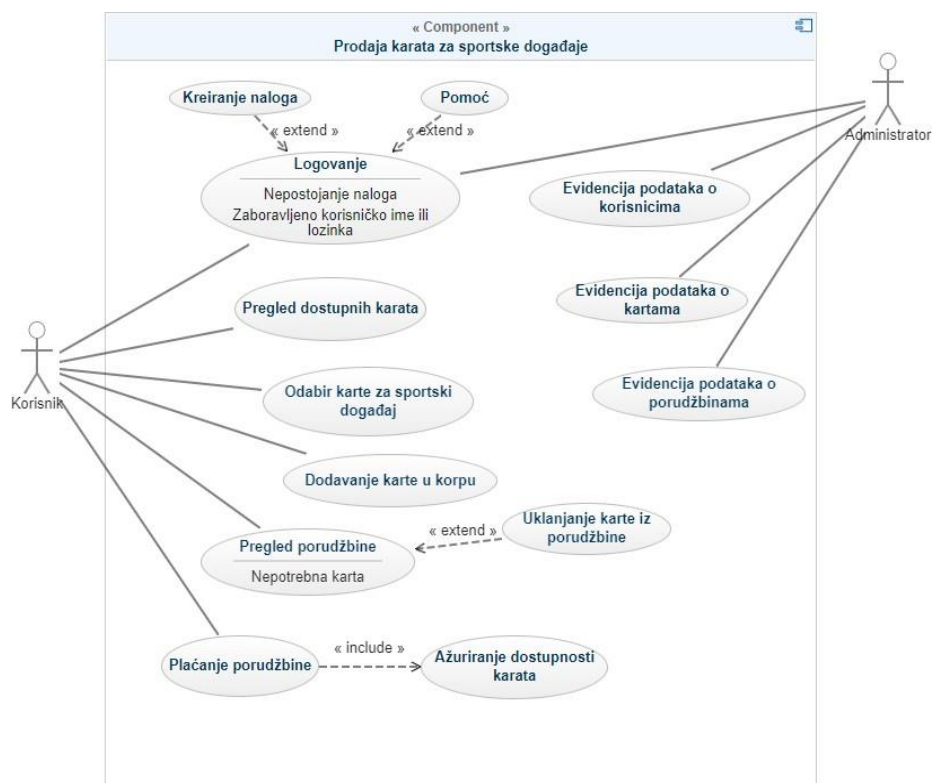 « Component »
Prodaja karata za sportske događaje
Kreiranje naloga
Pomoć
« extend »
« extend »
Logovanje
Nepostojanje naloga
Zaboravljeno korisničko ime ili
lozinka
Administrator
Evidencija podataka o
korisnicima
Pregled dostupnih karata
Evidencija podataka o
kartama
Korisnik
Odabir karte za sportski
događaj
Evidencija podataka o
porudžbinama
Dodavanje karte u korpu
Pregled porudžbine
Nepotrebna karta
« extend »
Uklanjanje karte iz
porudžbine
Plaćanje porudžbine
« include »
Ažuriranje dostupnosti
karata